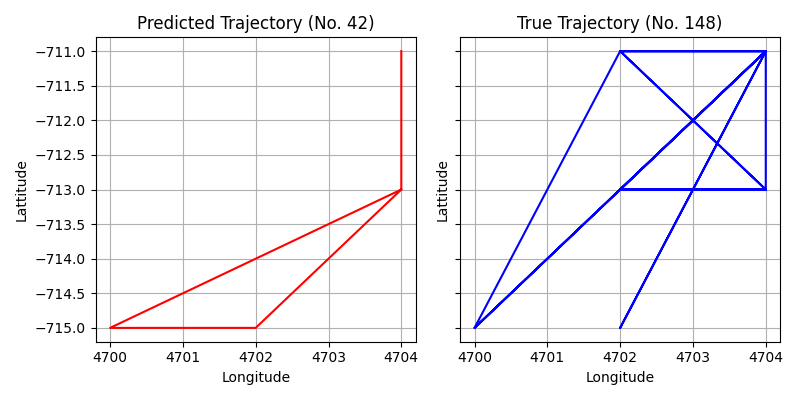 Predicted Trajectory (No. 42)
Lattitude
−711.0
−711.5
−712.0
−712.5
−713.0
−713.5
−714.0
−714.5
−715.0
4700 4701 4702 4703 4704
Longitude
True Trajectory (No. 148)
Lattitude
4700 4701 4702 4703 4704
Longitude